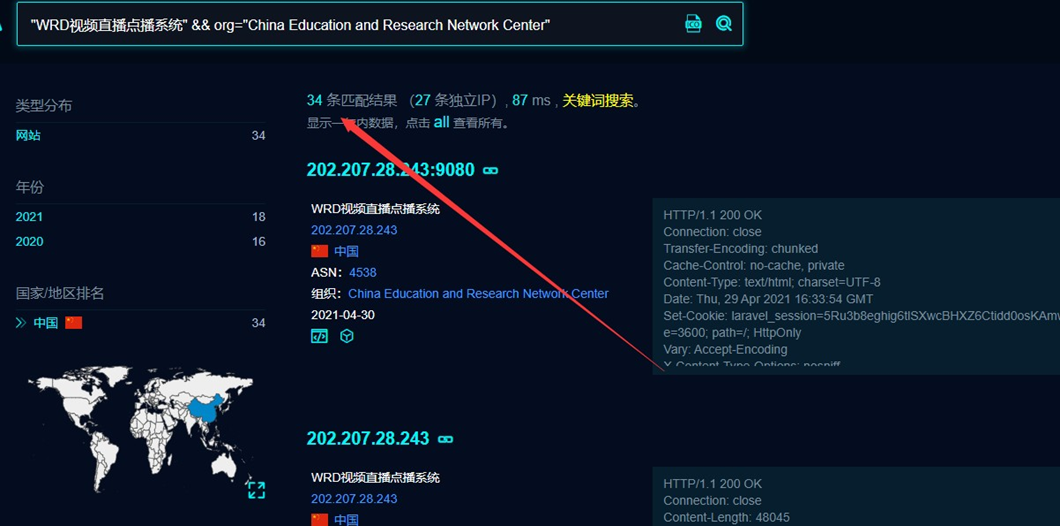 "WRD视频直播点播系统" && org="China Education and Research Network Center"
类型分布
网站 34
年份
2021 18
2020 16
国家/地区排名
中国 34
34 条匹配结果 （27 条独立IP）, 87 ms , 关键词搜索。
显示一 内数据，点击 all 查看所有。
202.207.28.243:9080
WRD视频直播点播系统
202.207.28.243
中国
ASN: 4538
组织: China Education and Research Network Center
2021-04-30
HTTP/1.1 200 OK
Connection: close
Transfer-Encoding: chunked
Cache-Control: no-cache, private
Content-Type: text/html; charset=UTF-8
Date: Thu, 29 Apr 2021 16:33:54 GMT
Set-Cookie:
e=3600; path=/; HttpOnly
Vary: Accept-Encoding
X-Content-Type-Options: nosniff
202.207.28.243
WRD视频直播点播系统
202.207.28.243
中国
HTTP/1.1 200 OK
Connection: close
Content-Length: 48045